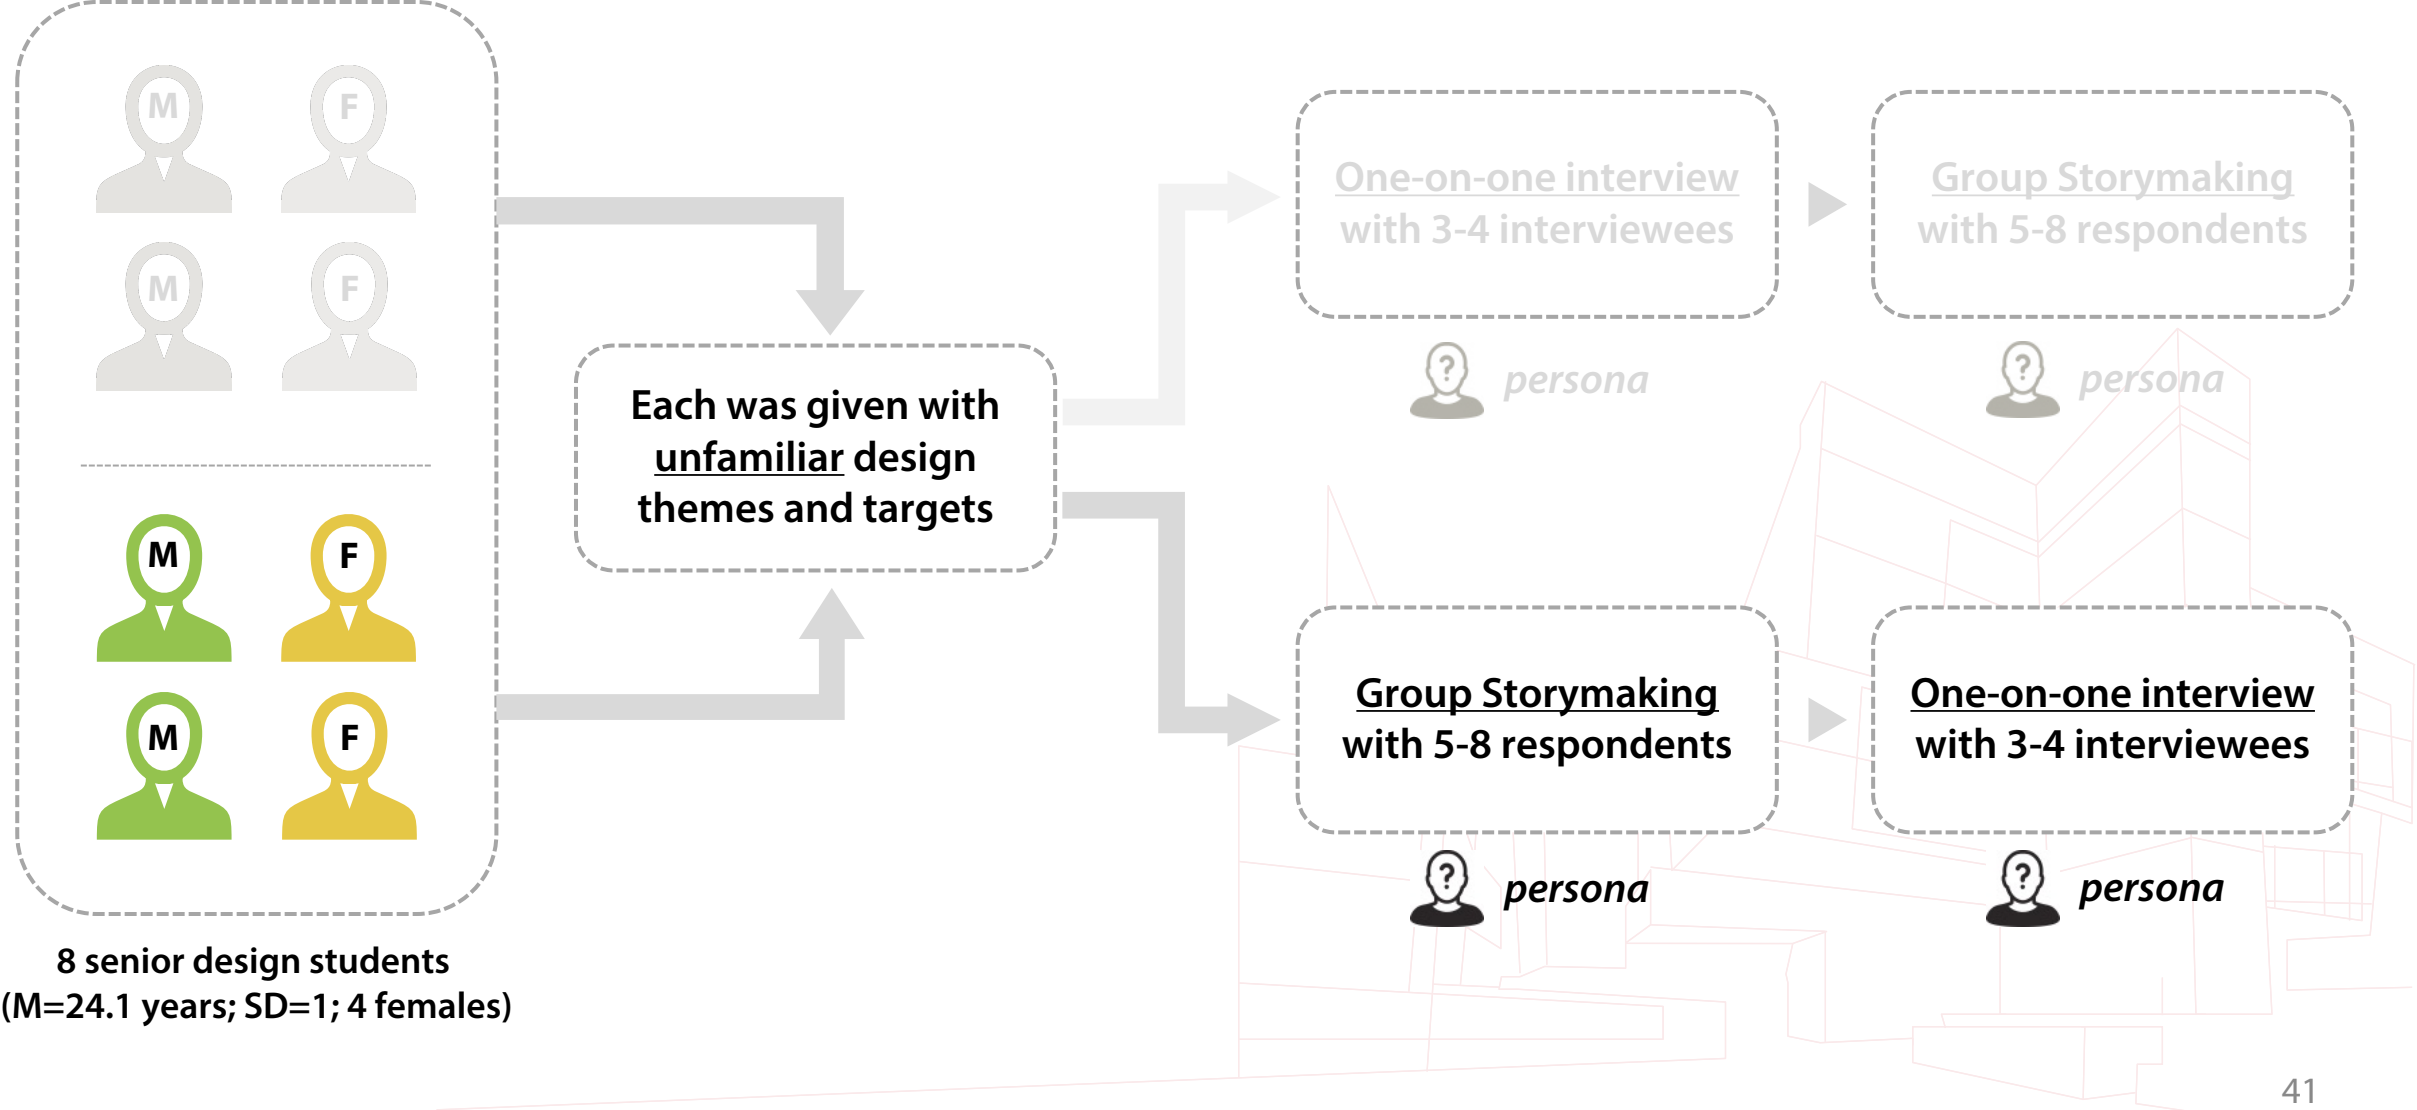 M F
M F
M F
M F
8 senior design students
(M=24.1 years; SD=1; 4 females)
Each was given with
unfamiliar design
themes and targets
One-on-one interview
with 3-4 interviewees
? persona
Group Storymaking
with 5-8 respondents
? persona
Group Storymaking
with 5-8 respondents
? persona
One-on-one interview
with 3-4 interviewees
? persona
41